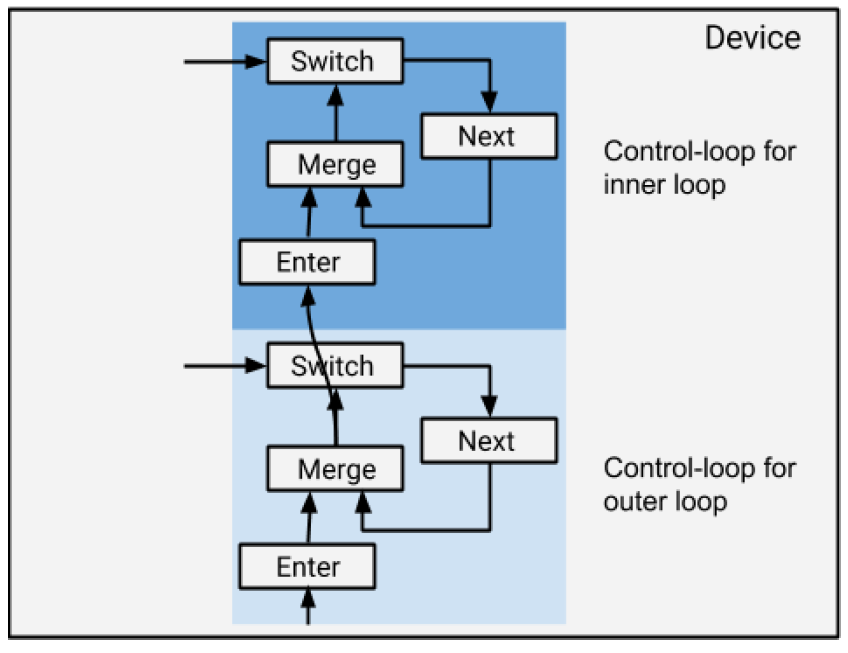 Device
Switch
Next
Merge
Control-loop for
inner loop
Enter
Switch
Next
Merge
Control-loop for
outer loop
Enter